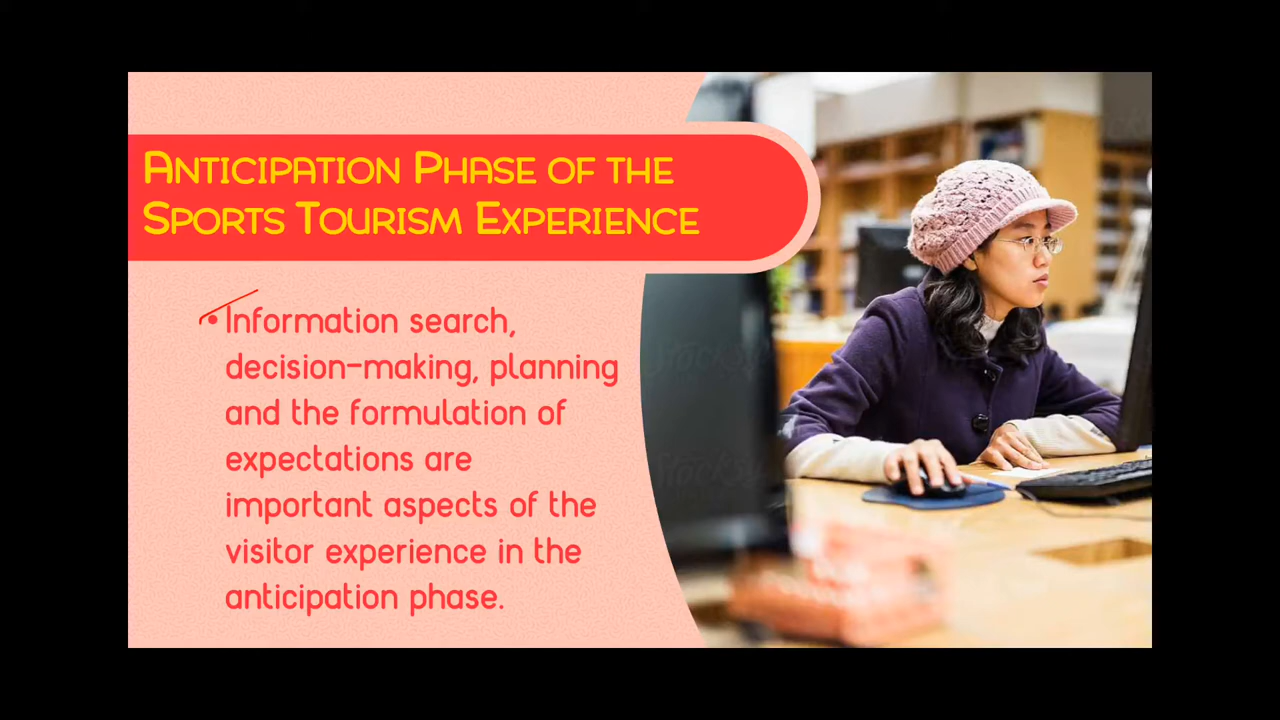 Anticipation Phase of the
Sports Tourism Experience
• Information search,
decision-making, planning
and the formulation of
expectations are
important aspects of the
visitor experience in the
anticipation phase.